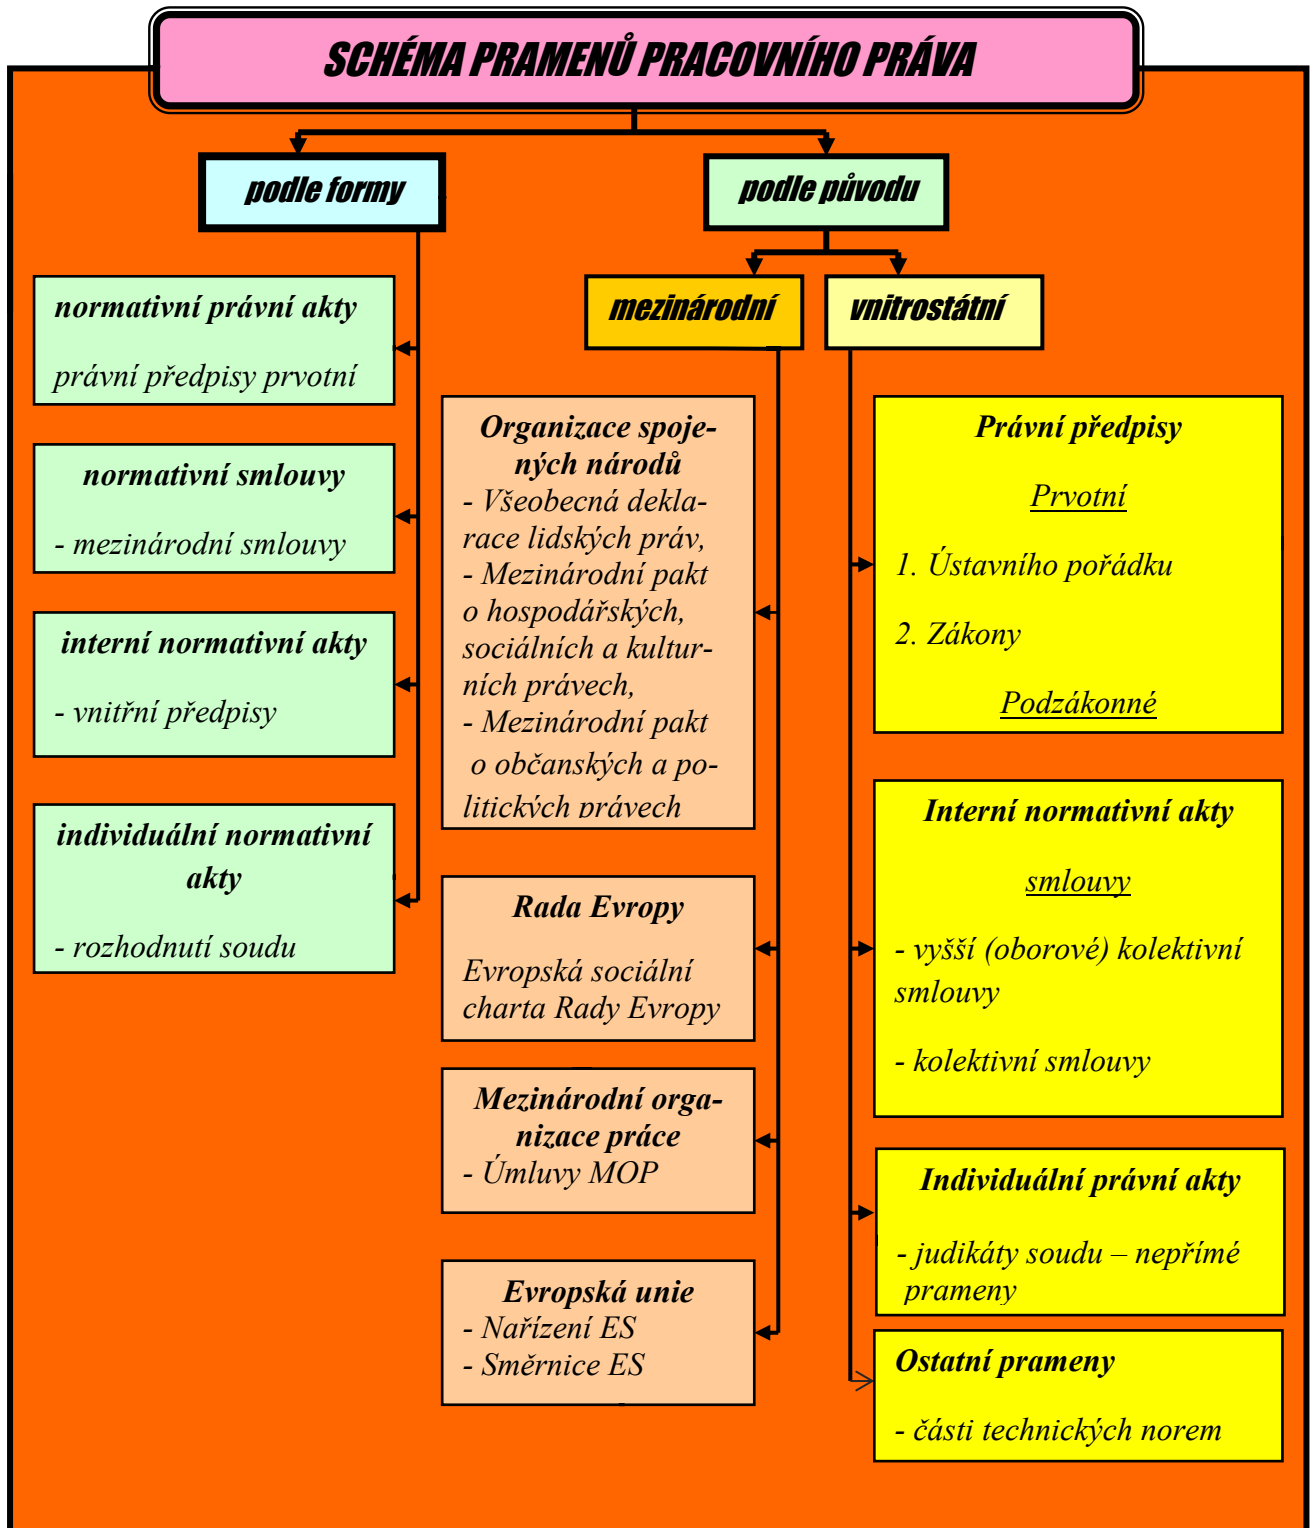 SCHÉMA PRAMENŮ PRACOVNÍHO PRÁVA
podle formy
podle původu
mezinárodní
vnitrostátní
normativní právní akty
právní předpisy prvotní
normativní smlouvy
- mezinárodní smlouvy
interní normativní akty
- vnitřní předpisy
individuální normativní
akty
- rozhodnutí soudu
Organizace spoje-
ných národů
- Všeobecná dekla-
race lidských práv,
- Mezinárodní pakt
o hospodářských,
sociálních a kultur-
ních právech,
- Mezinárodní pakt
o občanských a po-
litických právech
Rada Evropy
Evropská sociální
charta Rady Evropy
Mezinárodní orga-
nizace práce
- Úmluvy MOP
Evropská unie
- Nařízení ES
- Směrnice ES
Právní předpisy
Prvotní
1. Ústavního pořádku
2. Zákony
Podzákonné
Interní normativní akty
smlouvy
- vyšší (oborové) kolektivní
smlouvy
- kolektivní smlouvy
Individuální právní akty
- judikáty soudu – nepřímé
prameny
Ostatní prameny
- části technických norem